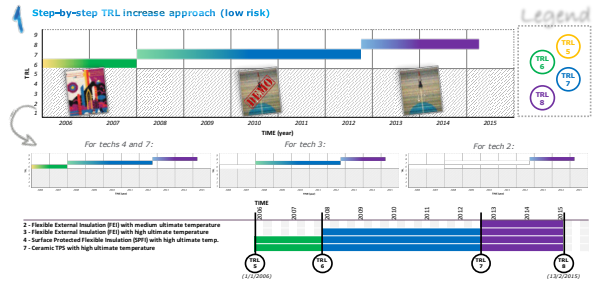 1 Step-by-step TRL increase approach (low risk)
Legend
TRL
5
TRL
6
TRL
7
TRL
8
TRL
9
8
7
6
5
4
3
2
1
DEMO
2006 2007 2010 2011 2012 2013 2014 2015
TIME (year)
For techs 4 and 7:
For tech 3:
For tech 2:
TIME
2006 2007 2008 2009 2010 2011 2012 2013 2014 2015
2 - Flexible External Insulation (FEI) with medium ultimate temperature
3 - Flexible External Insulation (FEI) with high ultimate temperature
4 - Surface Protected Flexible Insulation (SPFI) with high ultimate temp.
7 - Ceramic TPS with high ultimate temperature
TRL
5
TRL
6
TRL
7
TRL
8
(1/1/2006)
(13/2/2015)